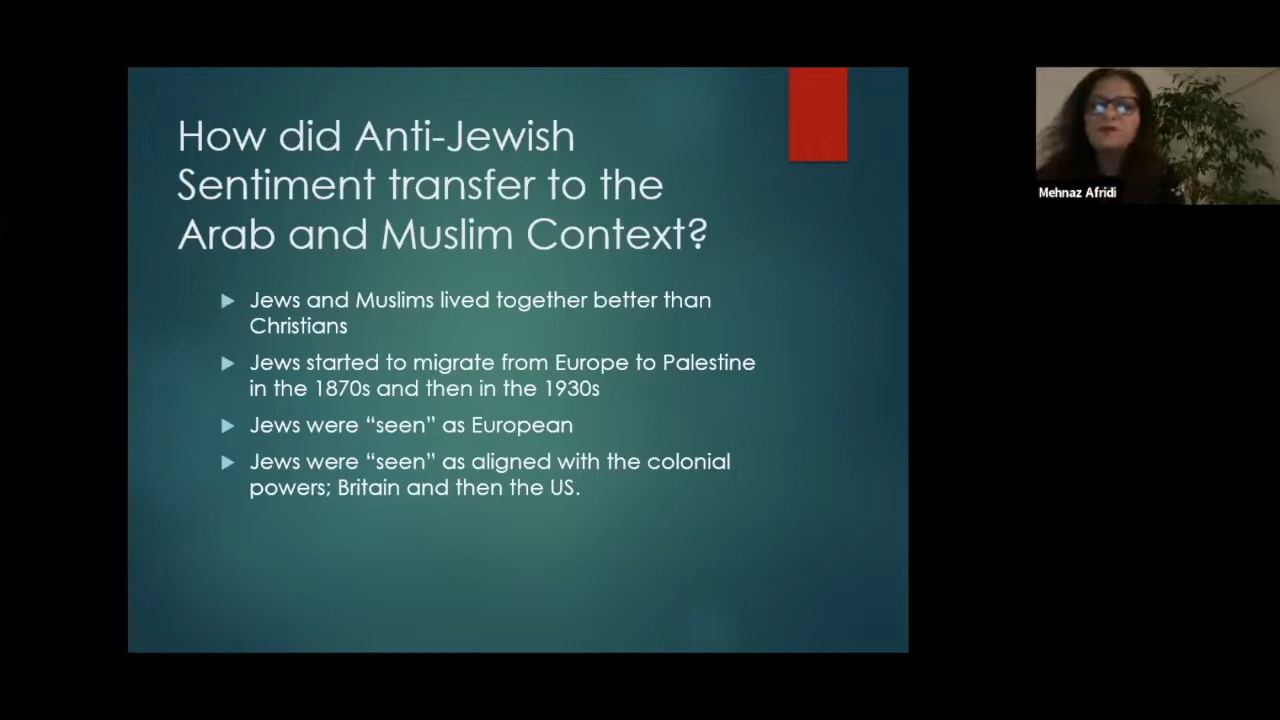 How did Anti-Jewish
Sentiment transfer to the
Arab and Muslim Context?
Jews and Muslims lived together better than
Christians
Jews started to migrate from Europe to Palestine
in the 1870s and then in the 1930s
Jews were “seen” as European
Jews were “seen” as aligned with the colonial
powers; Britain and then the US.
Mehnaz Afridi